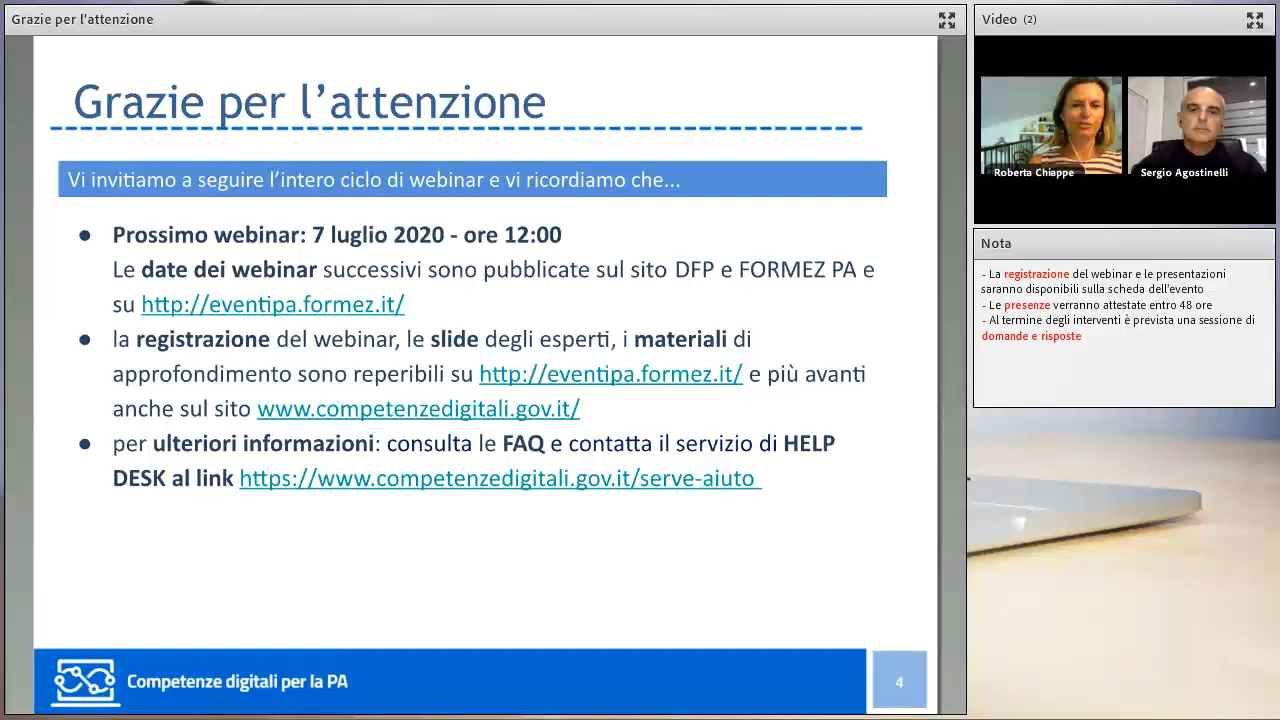 Grazie per l'attenzione
Grazie per l’attenzione
Vi invitiamo a seguire l’intero ciclo di webinar e vi ricordiamo che...
● Prossimo webinar: 7 luglio 2020 - ore 12:00
Le date dei webinar successivi sono pubblicate sul sito DFP e FORMEZ PA e
su http://eventipa.formez.it/
● la registrazione del webinar, le slide degli esperti, i materiali di
approfondimento sono reperibili su http://eventipa.formez.it/ e più avanti
anche sul sito www.competenzedigitali.gov.it/
● per ulteriori informazioni: consulta le FAQ e contatta il servizio di HELP
DESK al link https://www.competenzedigitali.gov.it/serve-aiuto
Competenze digitali per la PA
4
Video (2)
Roberta Chiappe
Sergio Agostinelli
Nota
- La registrazione del webinar e le presentazioni
saranno disponibili sulla scheda dell'evento
- Le presenze verranno attestate entro 48 ore
- Al termine degli interventi è prevista una sessione di
domande e risposte